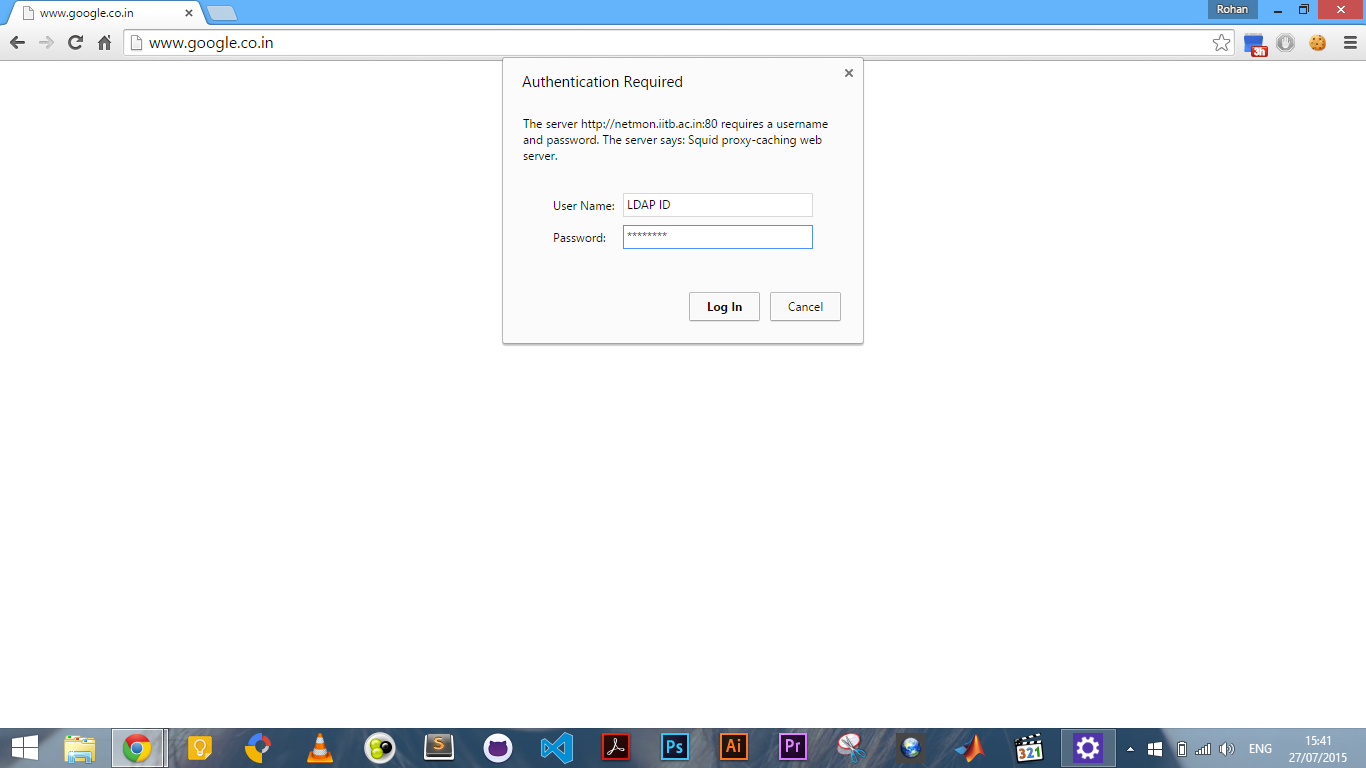 www.google.co.in
Rohan
www.google.co.in
3h
Authentication Required
The server http://netmon.iitb.ac.in:80 requires a username
and password. The server says: Squid proxy-caching web
server.
User Name: LDAP ID
Password: ********
Log In
Cancel
S
Ps
Ai
Pr
321
ENG
15:41
27/07/2015